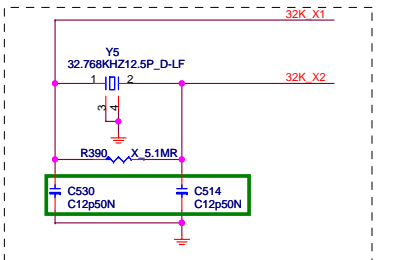 32K_X1
Y5
32.768KHZ12.5P_D-LF
1 2
32K_X2
3 4
R390 X_5.1MR
C530 C514
C12p50N C12p50N